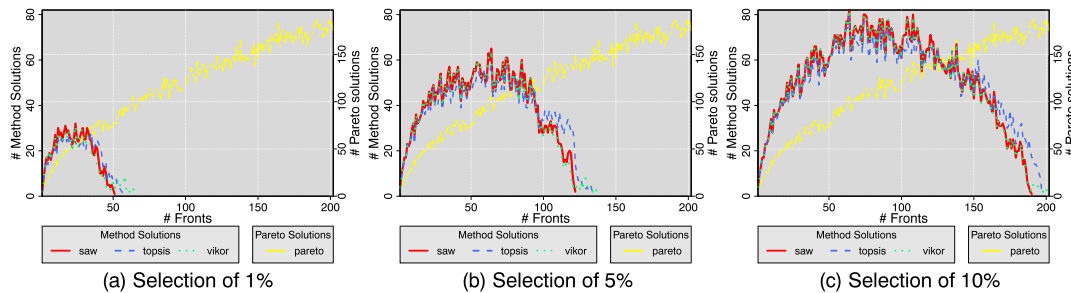 80
60
40
20
0
# Method Solutions
150
100
50
0
# Pareto solutions
50 100 150 200
# Fronts
Method Solutions
saw topsis vikor
Pareto Solutions
pareto
(a) Selection of 1%
80
60
40
20
0
# Method Solutions
150
100
50
0
# Pareto solutions
50 100 150 200
# Fronts
Method Solutions
saw topsis vikor
Pareto Solutions
pareto
(b) Selection of 5%
80
60
40
20
0
# Method Solutions
150
100
50
0
# Pareto solutions
50 100 150 200
# Fronts
Method Solutions
saw topsis vikor
Pareto Solutions
pareto
(c) Selection of 10%